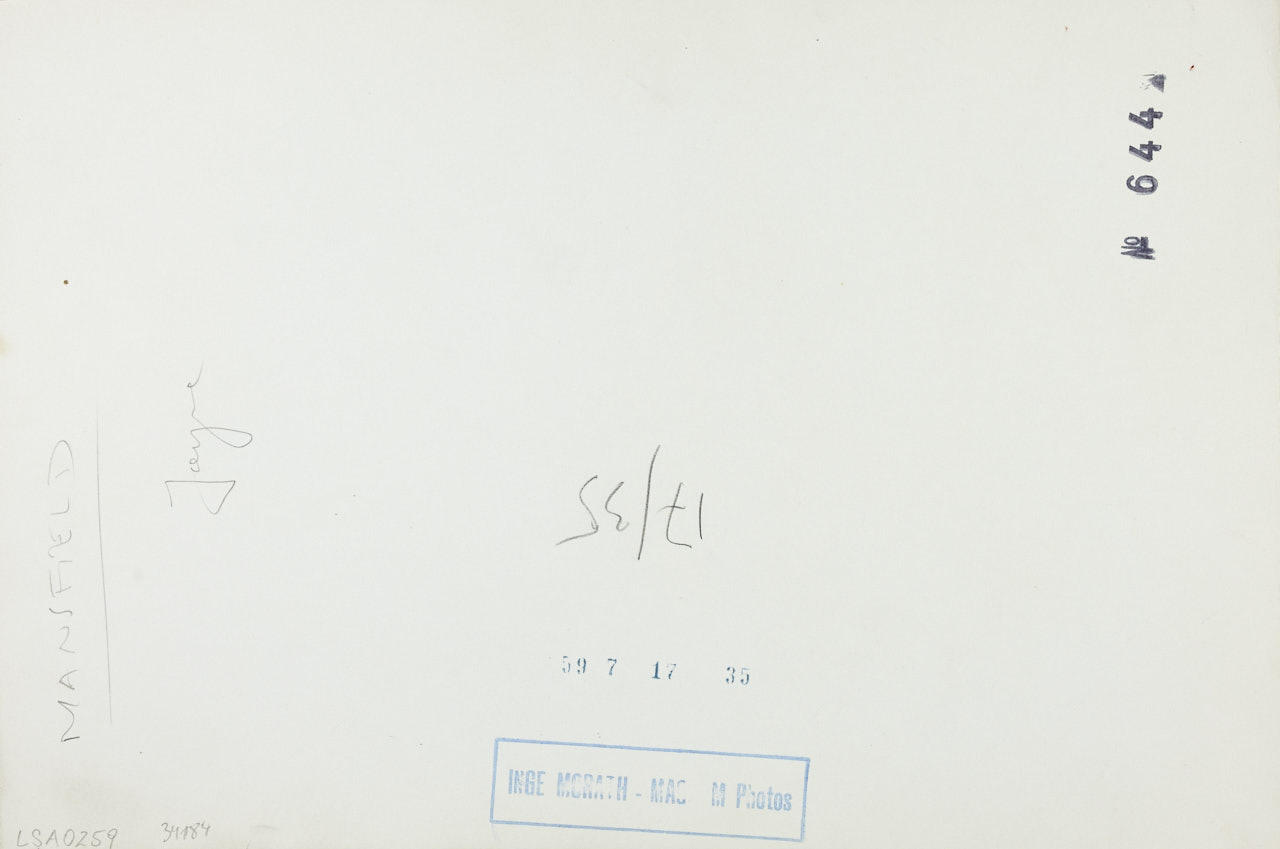 № 644
MANSFIELD
Jayne
17/35
59 7 17 35
INGE MORATH - MAG M Photos
LSA0259 34184